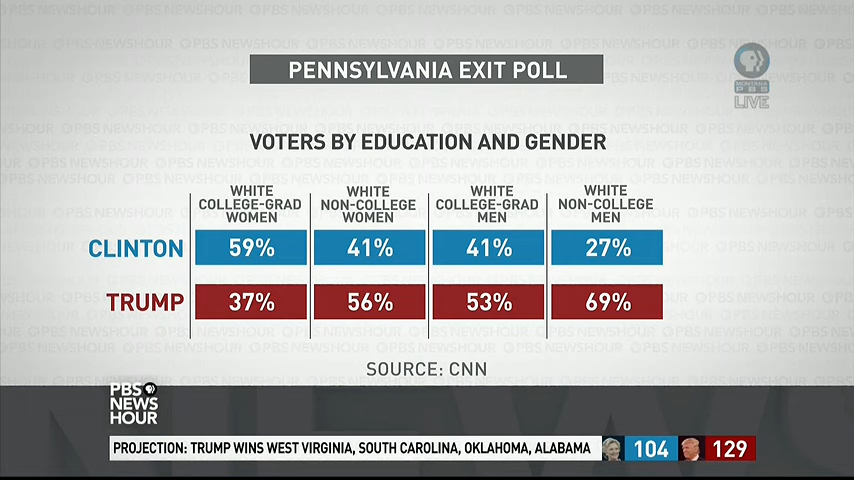 PENNSYLVANIA EXIT POLL
MONTANA
PBS
LIVE
VOTERS BY EDUCATION AND GENDER
WHITE COLLEGE-GRAD WOMEN
WHITE NON-COLLEGE WOMEN
WHITE COLLEGE-GRAD MEN
WHITE NON-COLLEGE MEN
CLINTON 59% 41% 41% 27%
TRUMP 37% 56% 53% 69%
SOURCE: CNN
PBS
NEWS
HOUR
PROJECTION: TRUMP WINS WEST VIRGINIA, SOUTH CAROLINA, OKLAHOMA, ALABAMA 104 129